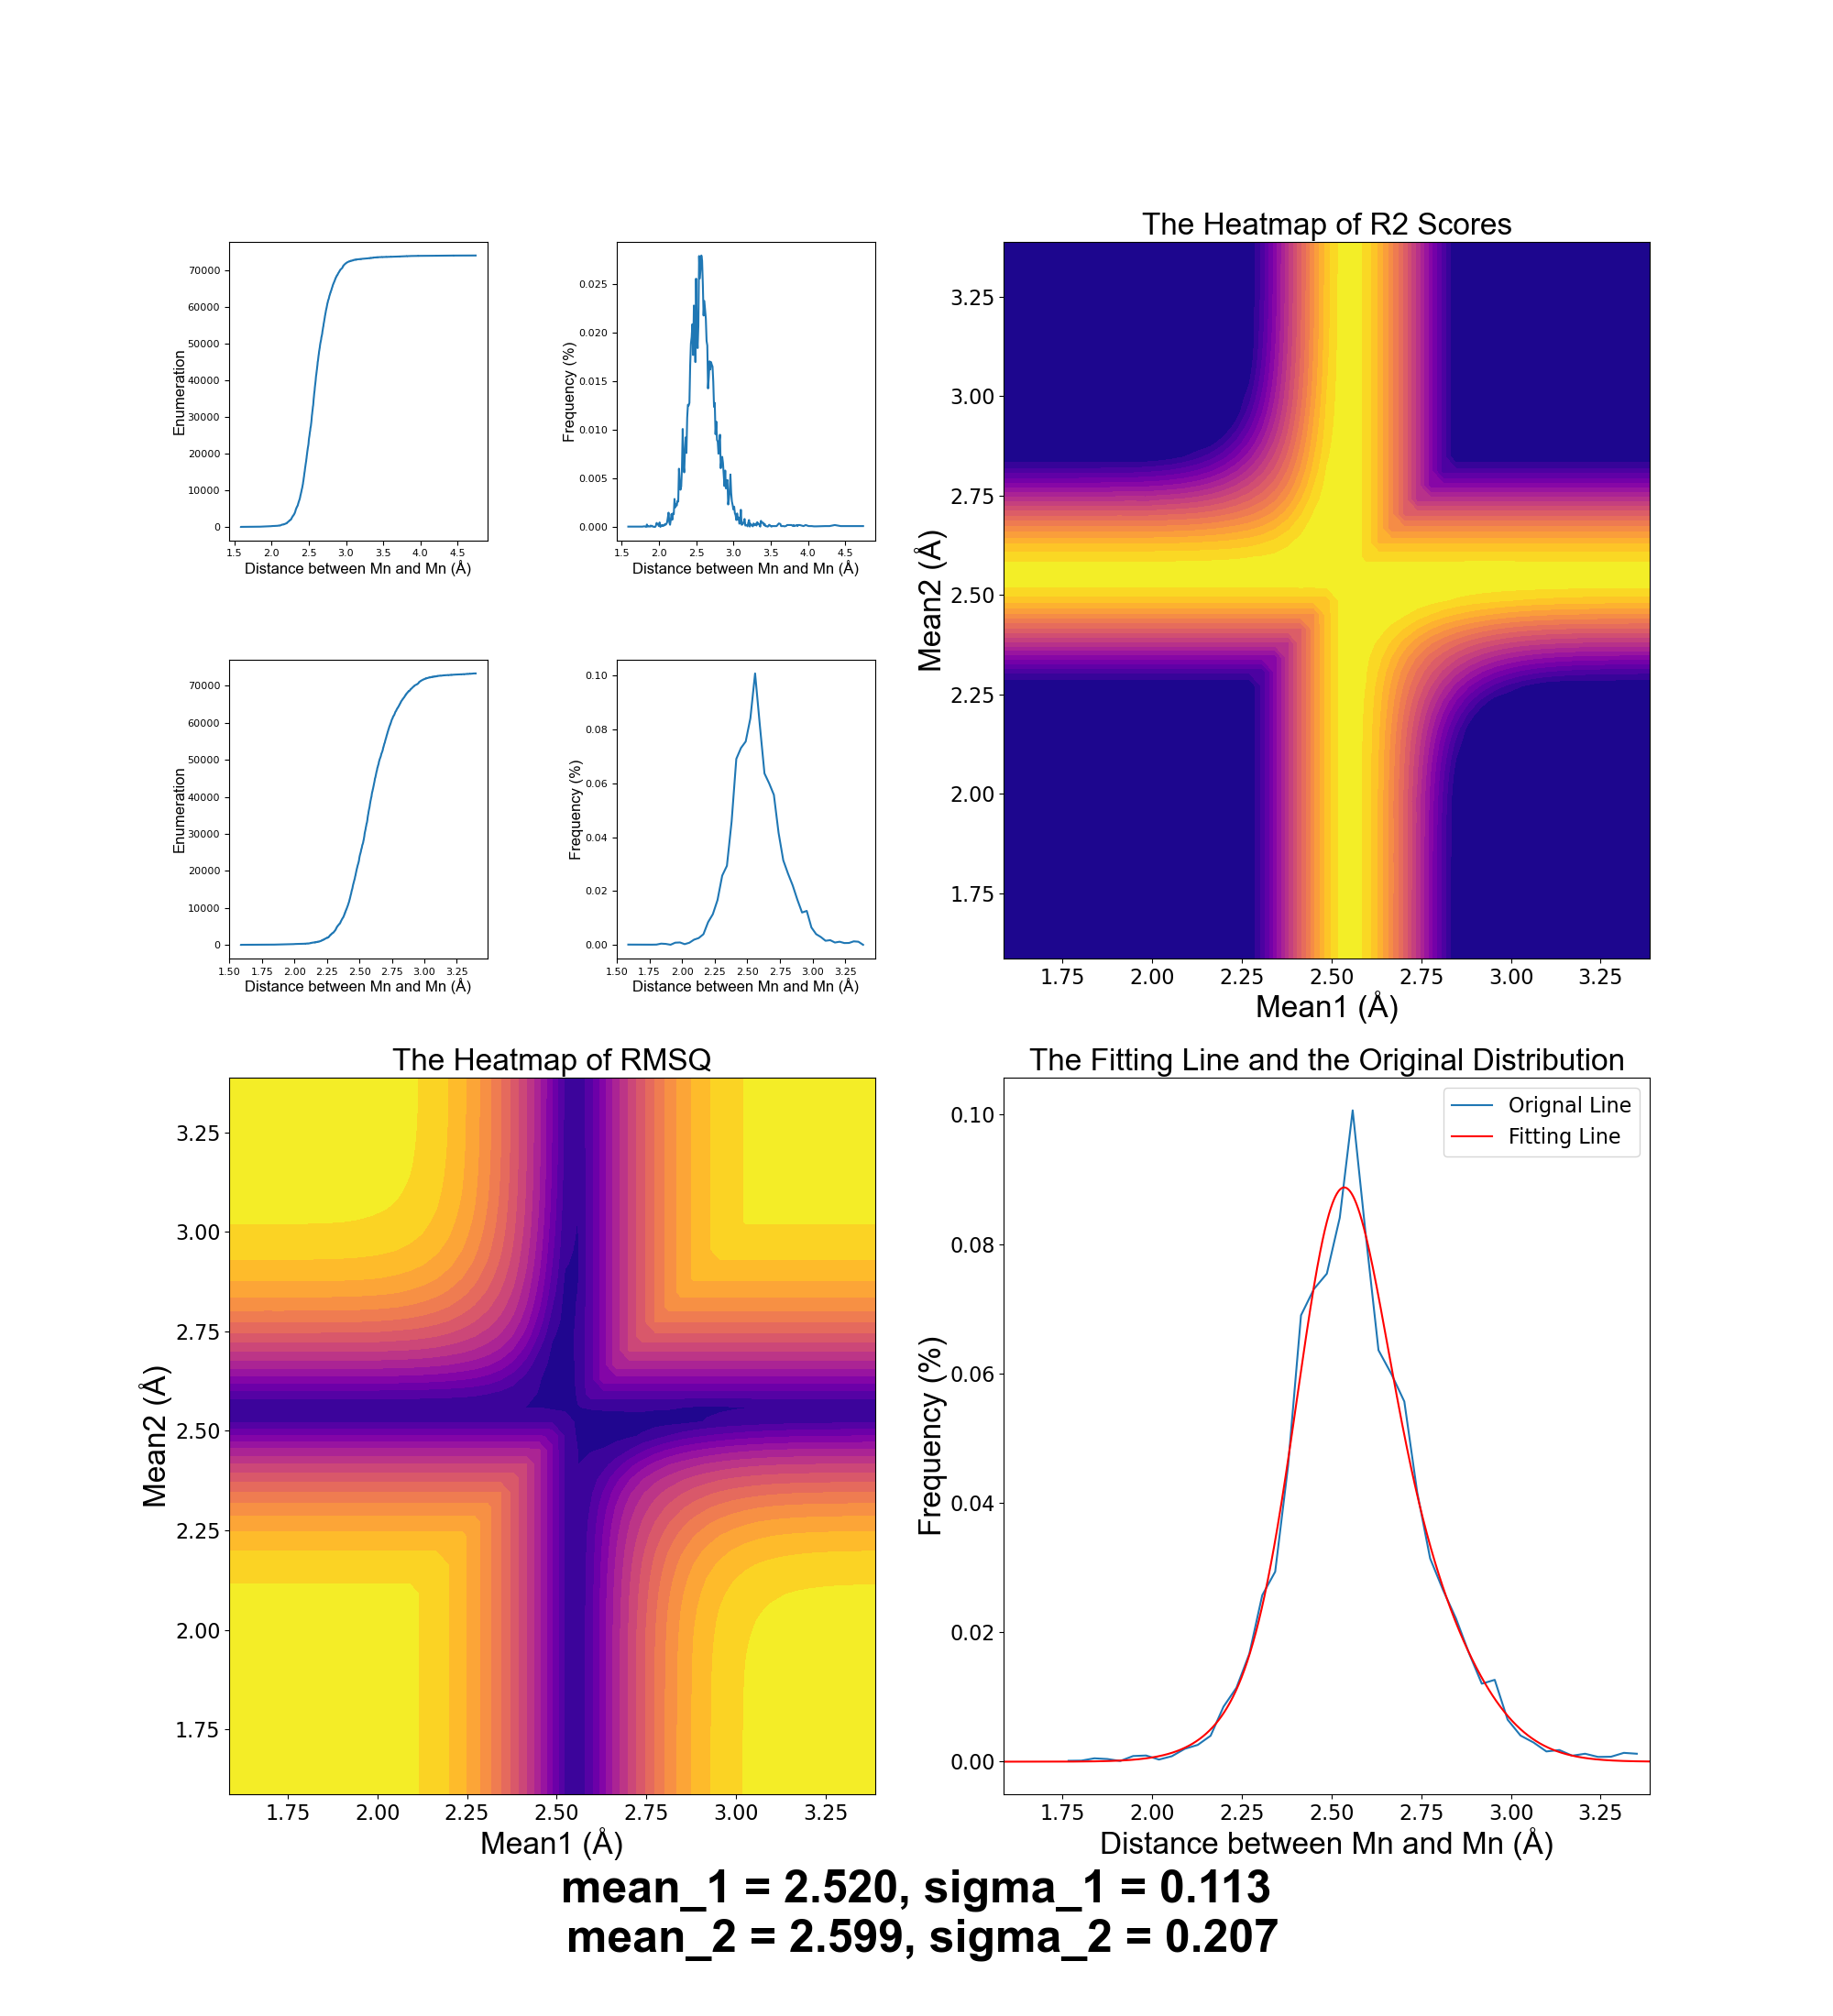 70000
60000
50000
40000
30000
20000
10000
0
Enumeration
1.5 2.0 2.5 3.0 3.5 4.0 4.5
Distance between Mn and Mn (Å)
0.025
0.020
0.015
0.010
0.005
0.000
Frequency (%)
1.5 2.0 2.5 3.0 3.5 4.0 4.5
Distance between Mn and Mn (Å)
70000
60000
50000
40000
30000
20000
10000
0
Enumeration
1.50 1.75 2.00 2.25 2.50 2.75 3.00 3.25
Distance between Mn and Mn (Å)
0.10
0.08
0.06
0.04
0.02
0.00
Frequency (%)
1.50 1.75 2.00 2.25 2.50 2.75 3.00 3.25
Distance between Mn and Mn (Å)
The Heatmap of R2 Scores
3.25
3.00
2.75
2.50
2.25
2.00
1.75
Mean2 (Å)
1.75 2.00 2.25 2.50 2.75 3.00 3.25
Mean1 (Å)
The Heatmap of RMSQ
3.25
3.00
2.75
2.50
2.25
2.00
1.75
Mean2 (Å)
1.75 2.00 2.25 2.50 2.75 3.00 3.25
Mean1 (Å)
The Fitting Line and the Original Distribution
Orignal Line
Fitting Line
0.10
0.08
0.06
0.04
0.02
0.00
Frequency (%)
1.75 2.00 2.25 2.50 2.75 3.00 3.25
Distance between Mn and Mn (Å)
mean_1 = 2.520, sigma_1 = 0.113
mean_2 = 2.599, sigma_2 = 0.207